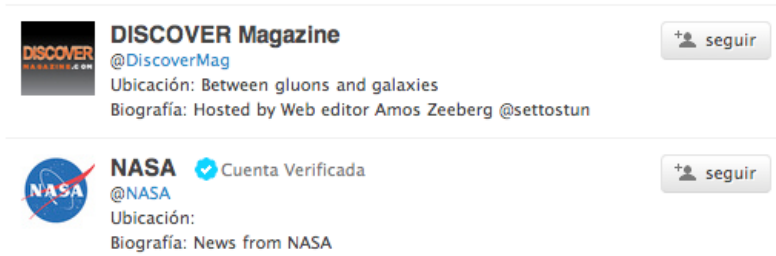 DISCOVER
MAGAZINE.COM
DISCOVER Magazine
seguir
@DiscoverMag
Ubicación: Between gluons and galaxies
Biografía: Hosted by Web editor Amos Zeeberg @settostun
NASA
NASA Cuenta Verificada
seguir
@NASA
Ubicación:
Biografía: News from NASA